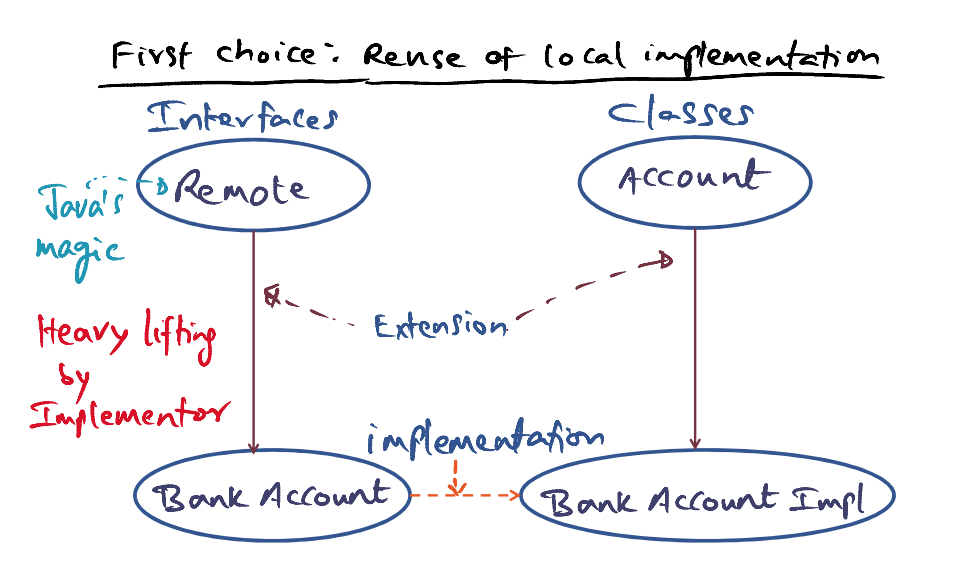 First choice: Reuse of local implementation
Interfaces
Classes
Java's
magic
Remote
Account
Extension
Heavy lifting
by
Implementor
implementation
Bank Account
Bank Account Impl